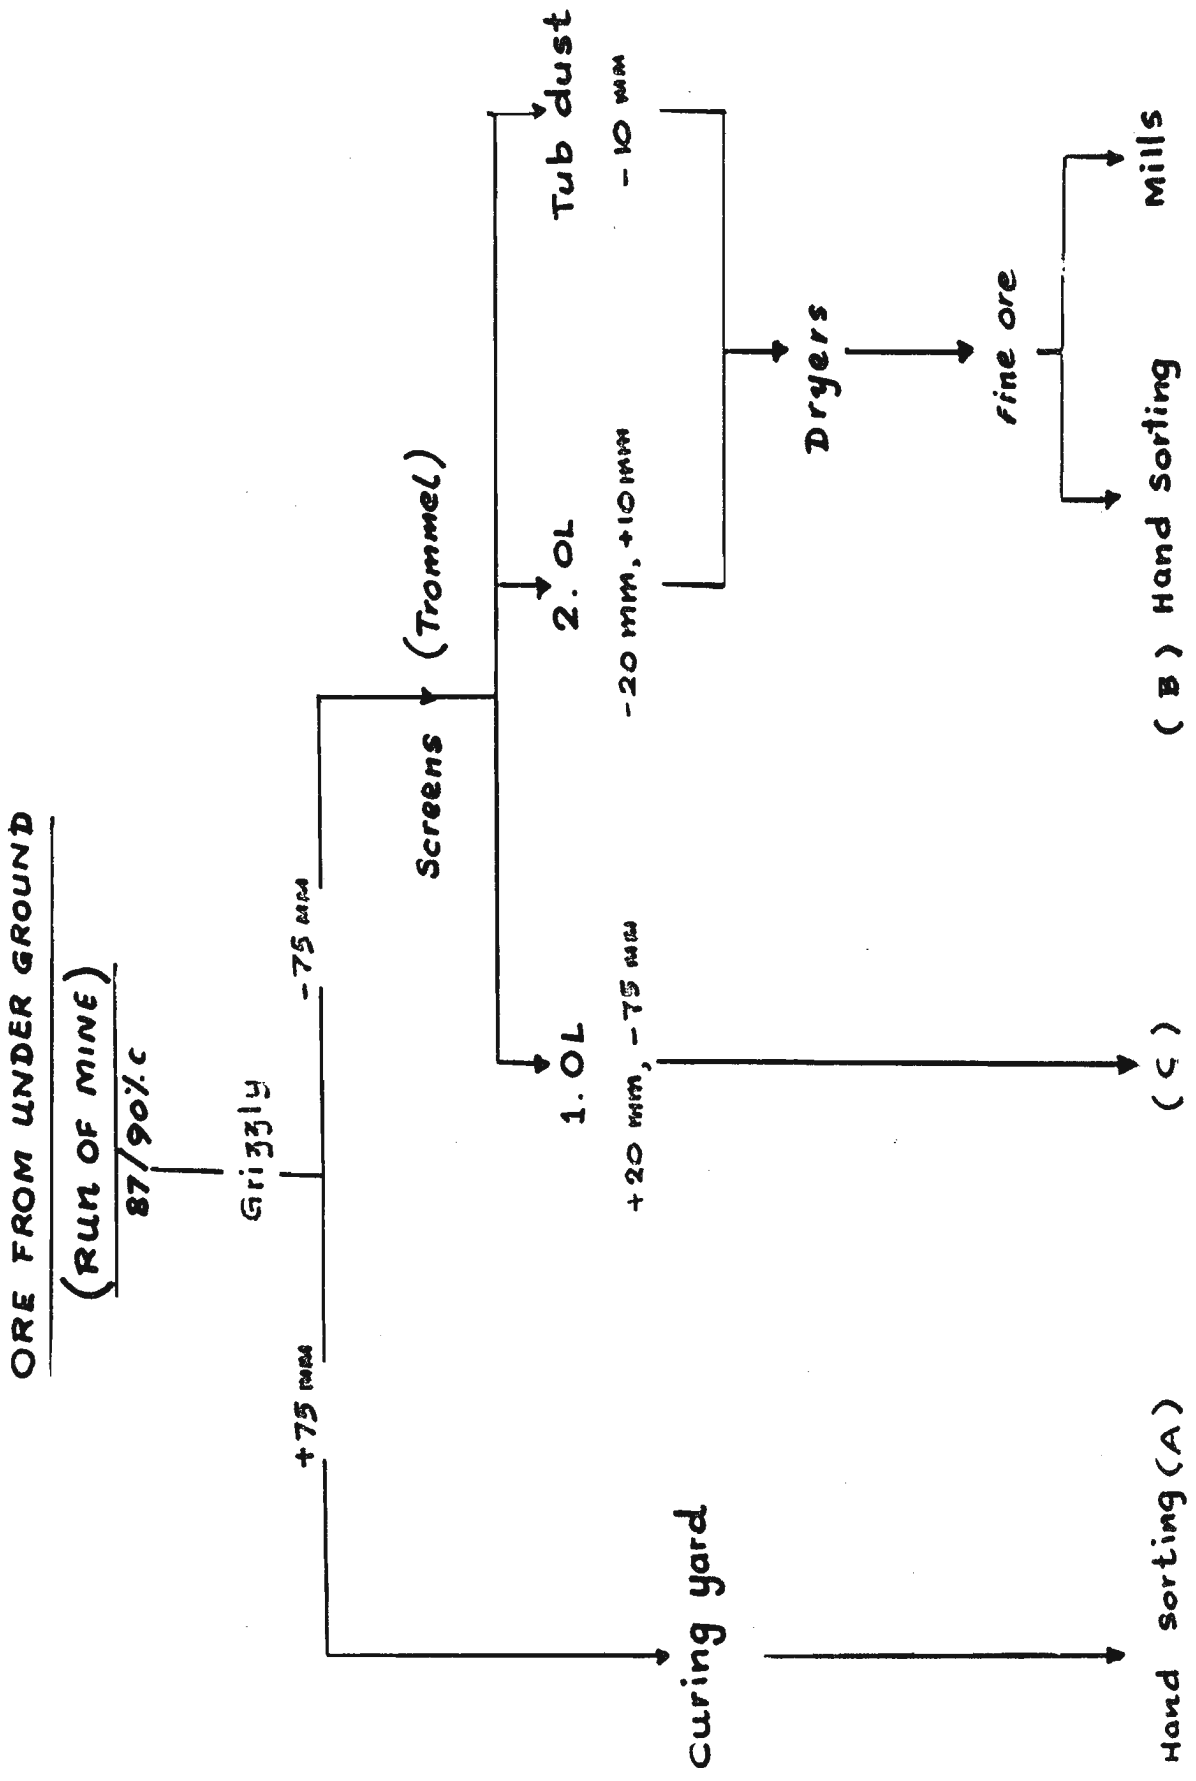 ORE FROM UNDER GROUND
(RUN OF MINE)
87/90% C
Grizzly
+75 mm
-75 mm
Screens (Trommel)
1. OL
2. OL
Tub dust
+20 mm, -75 mm
-20 mm, +10mm
-10 mm
Curing yard
Dryers
Fine ore
Hand sorting (A)
(C)
(B) Hand sorting
Mills